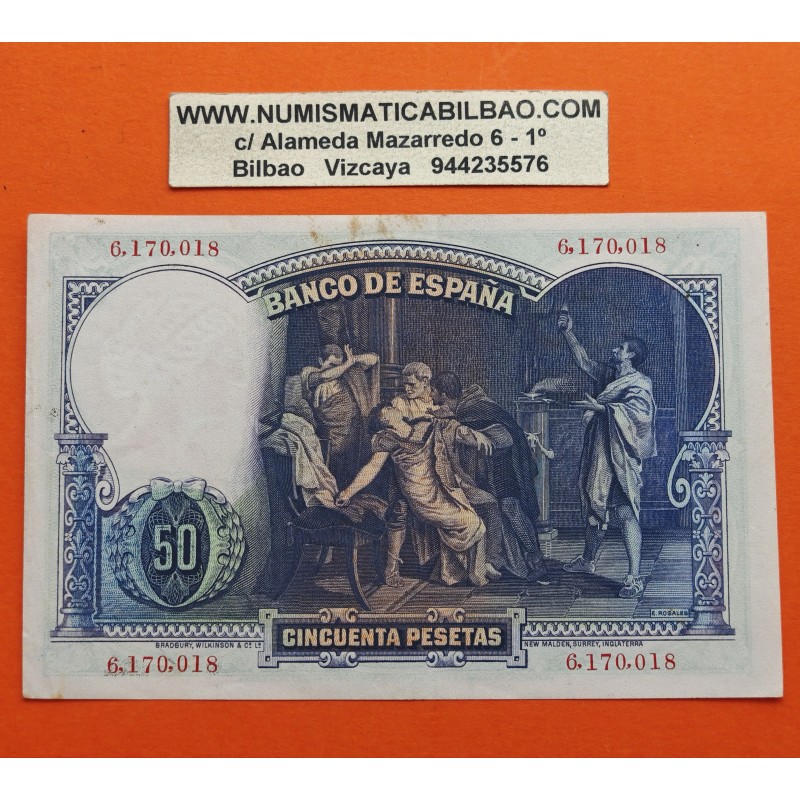 WWW.NUMISMATICABILBAO.COM
c/ Alameda Mazarredo 6 - 1º
Bilbao Vizcaya 944235576
6,170,018 6,170,018
BANCO DE ESPAÑA
50
E. ROSALES
CINCUENTA PESETAS
BRADBURY, WILKINSON & Cº Lᵈ NEW MALDEN, SURREY, INGLATERRA
6,170,018 6,170,018